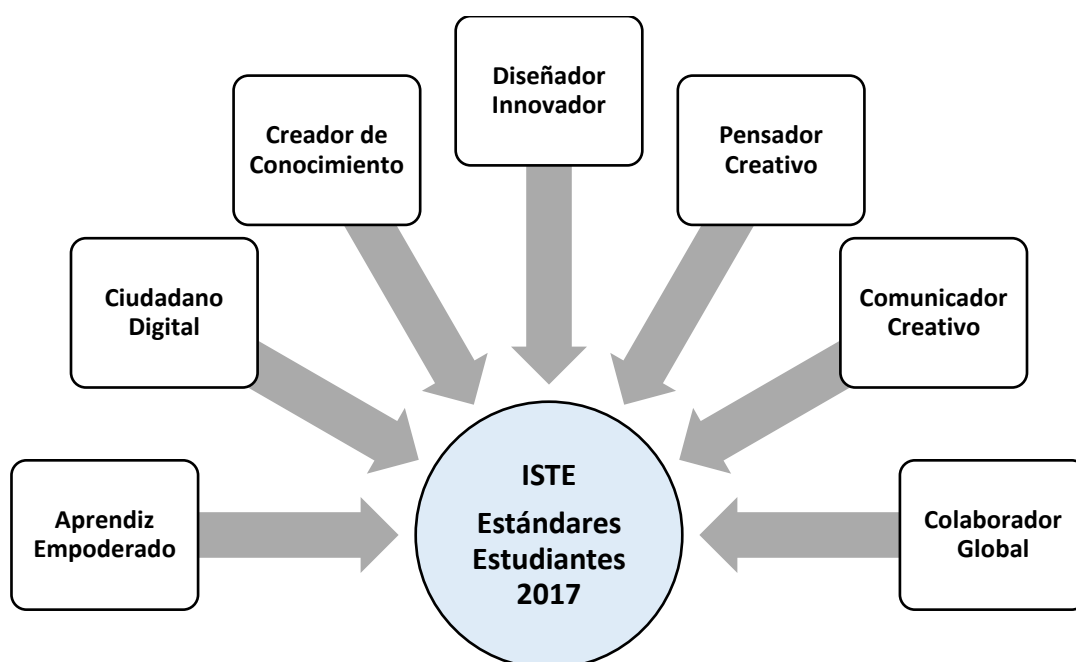 Diseñador
Innovador
Creador de
Conocimiento
Pensador
Creativo
Ciudadano
Digital
Comunicador
Creativo
Aprendiz
Empoderado
ISTE
Estándares
Estudiantes
2017
Colaborador
Global